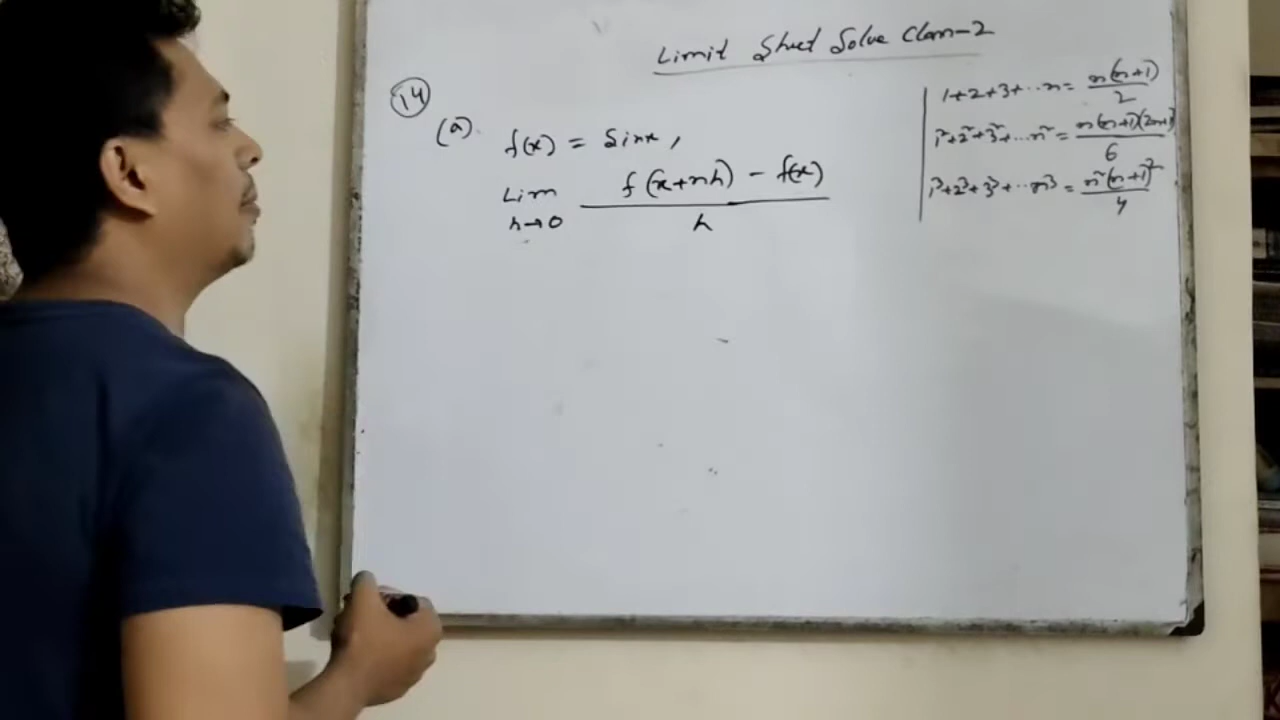 Limit Sheet Solve Class-2
14
(a) f(x) = Sinx,
Lim h→0 f(x+nh) - f(x) / h
1+2+3+...n = n(n+1) / 2
1²+2²+3²+...n² = n(n+1)(2n+1) / 6
1³+2³+3³+...n³ = n²(n+1)² / 4